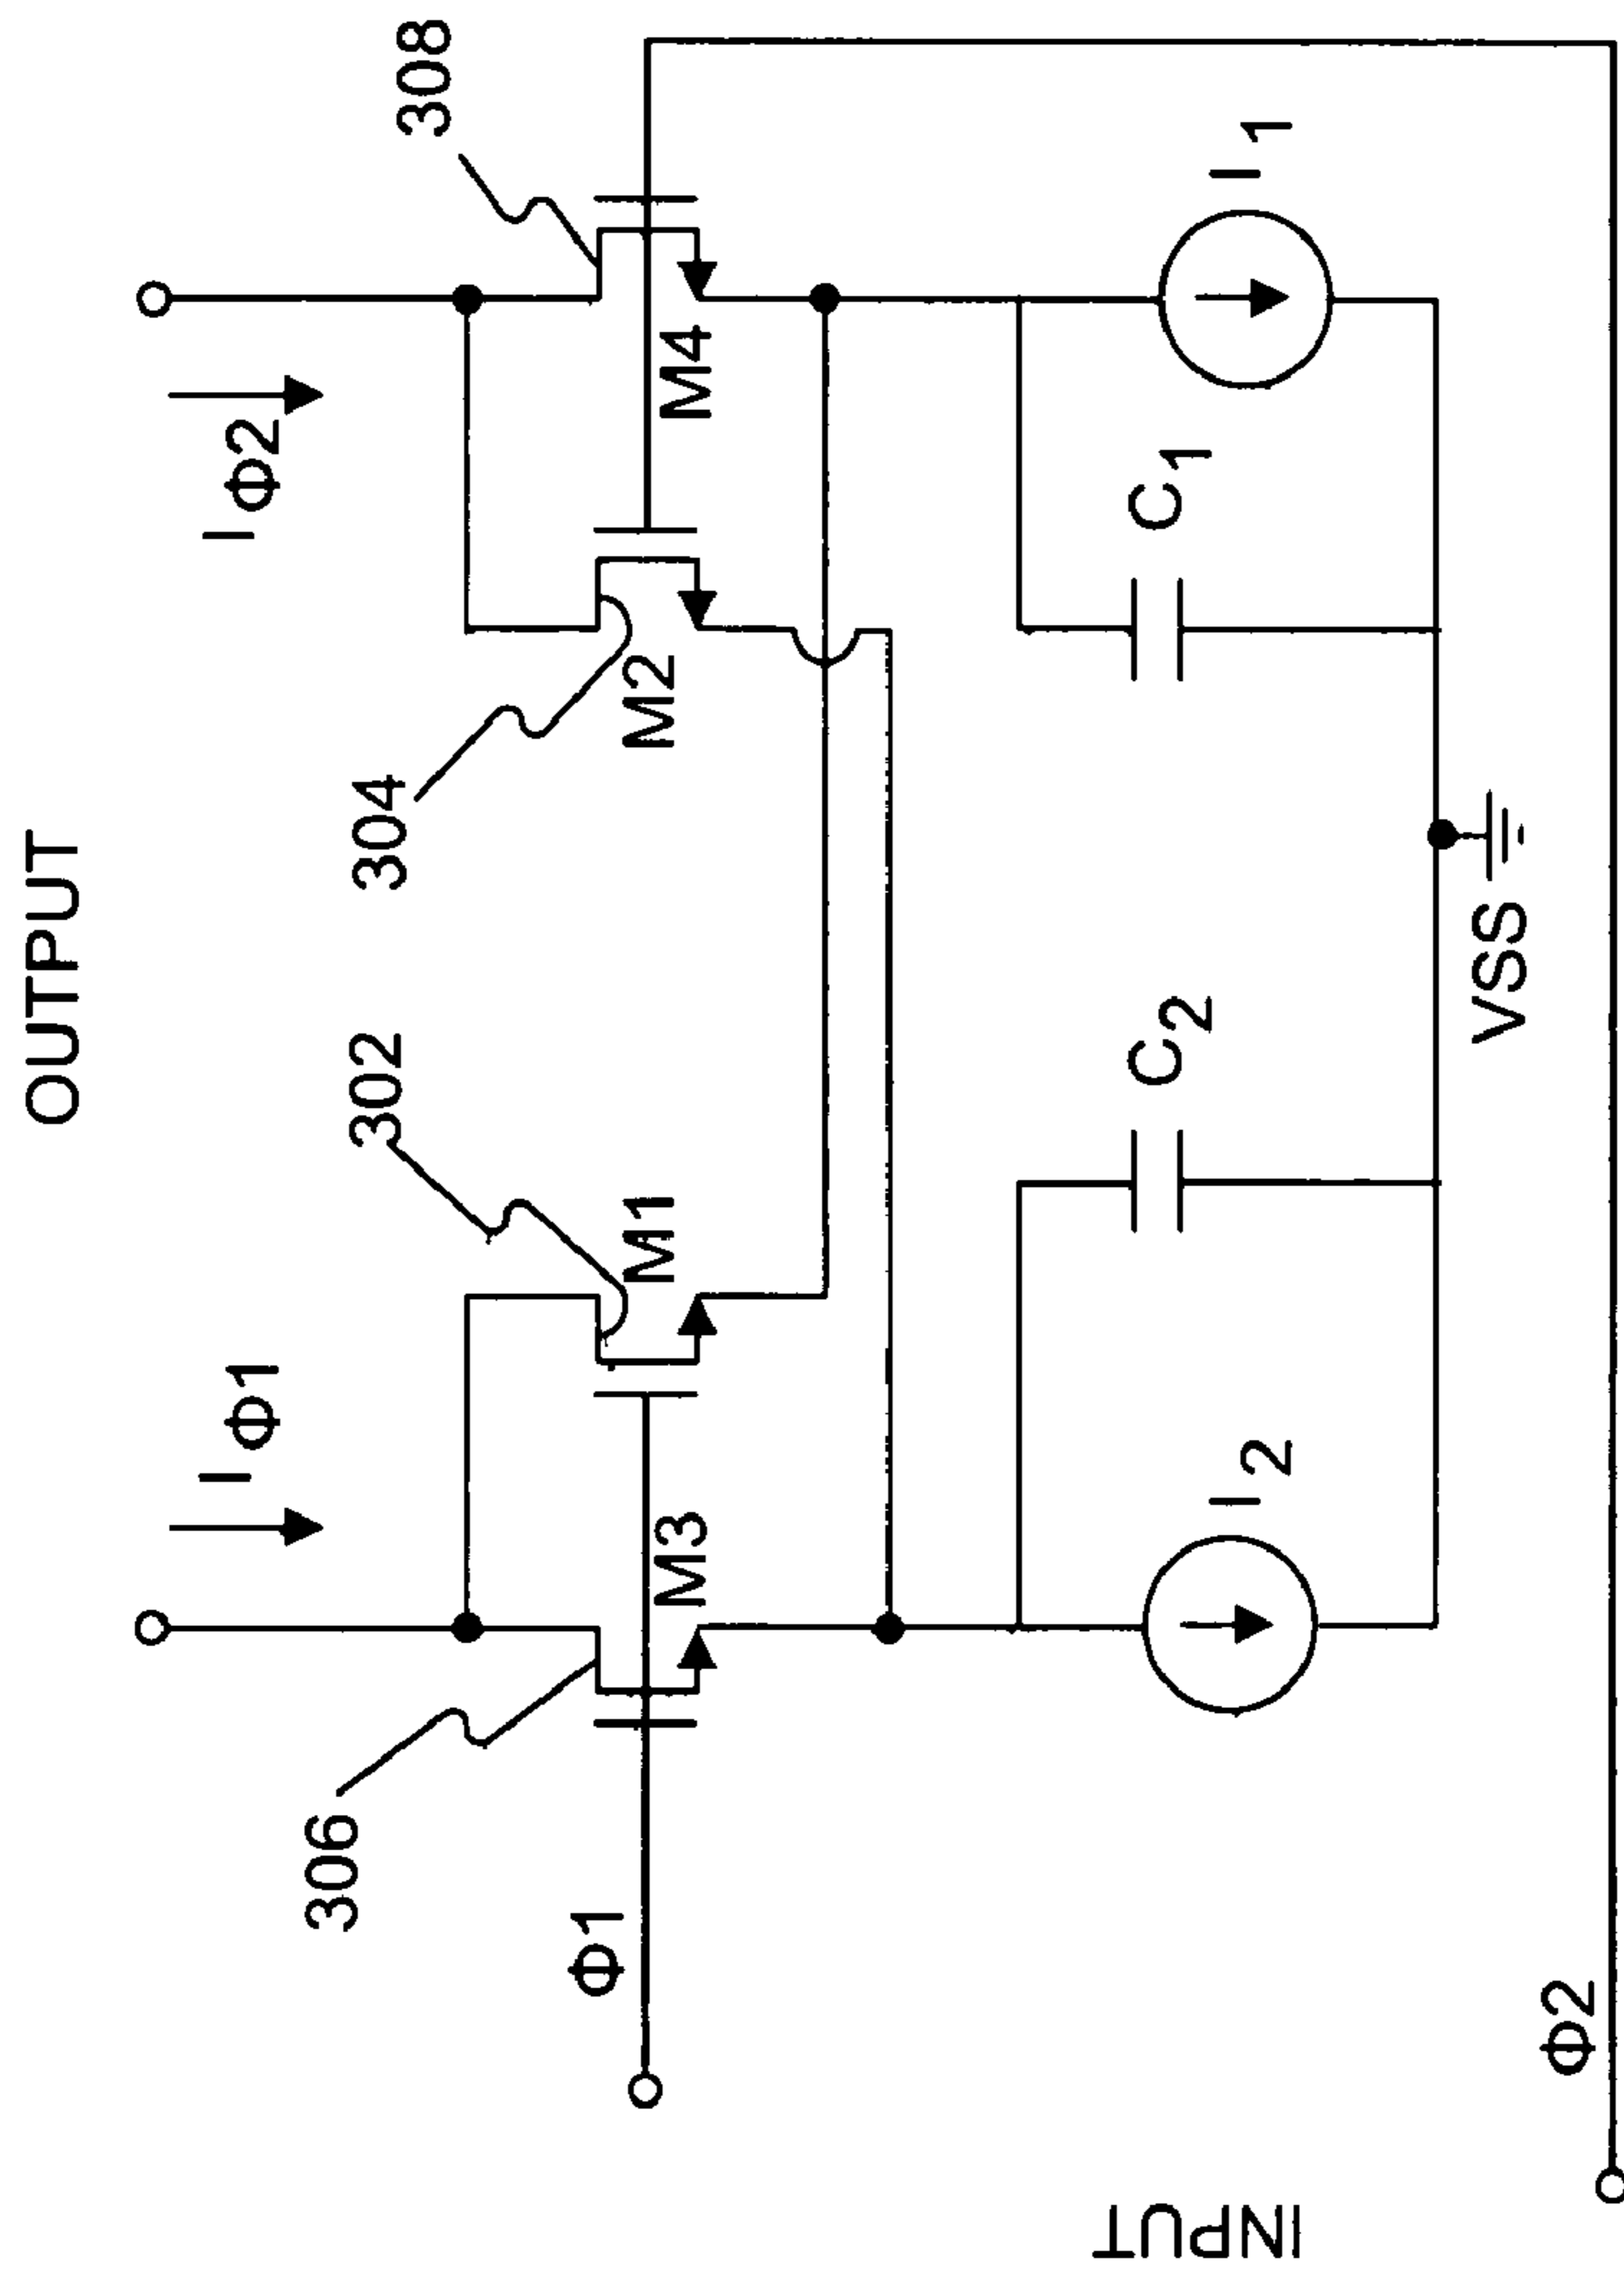 OUTPUT
IΦ1
IΦ2
306
302
304
308
Φ1
M3
M1
M2
M4
I2
C2
C1
I1
VSS
INPUT
Φ2